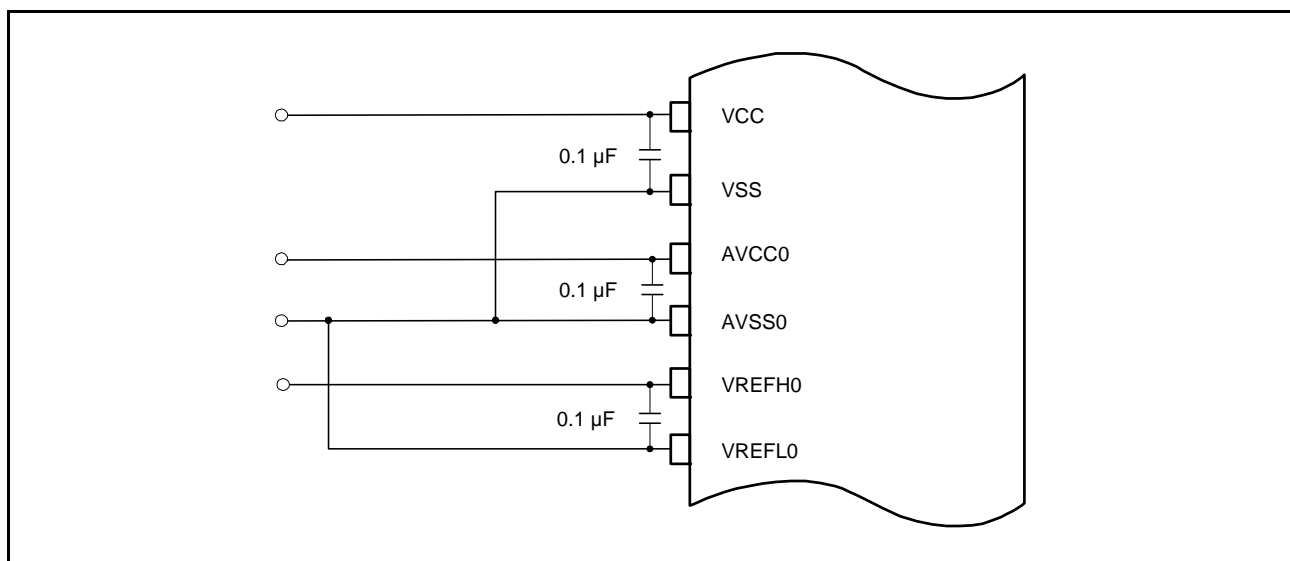 VCC
0.1 µF
VSS
AVCC0
0.1 µF
AVSS0
VREFH0
0.1 µF
VREFL0